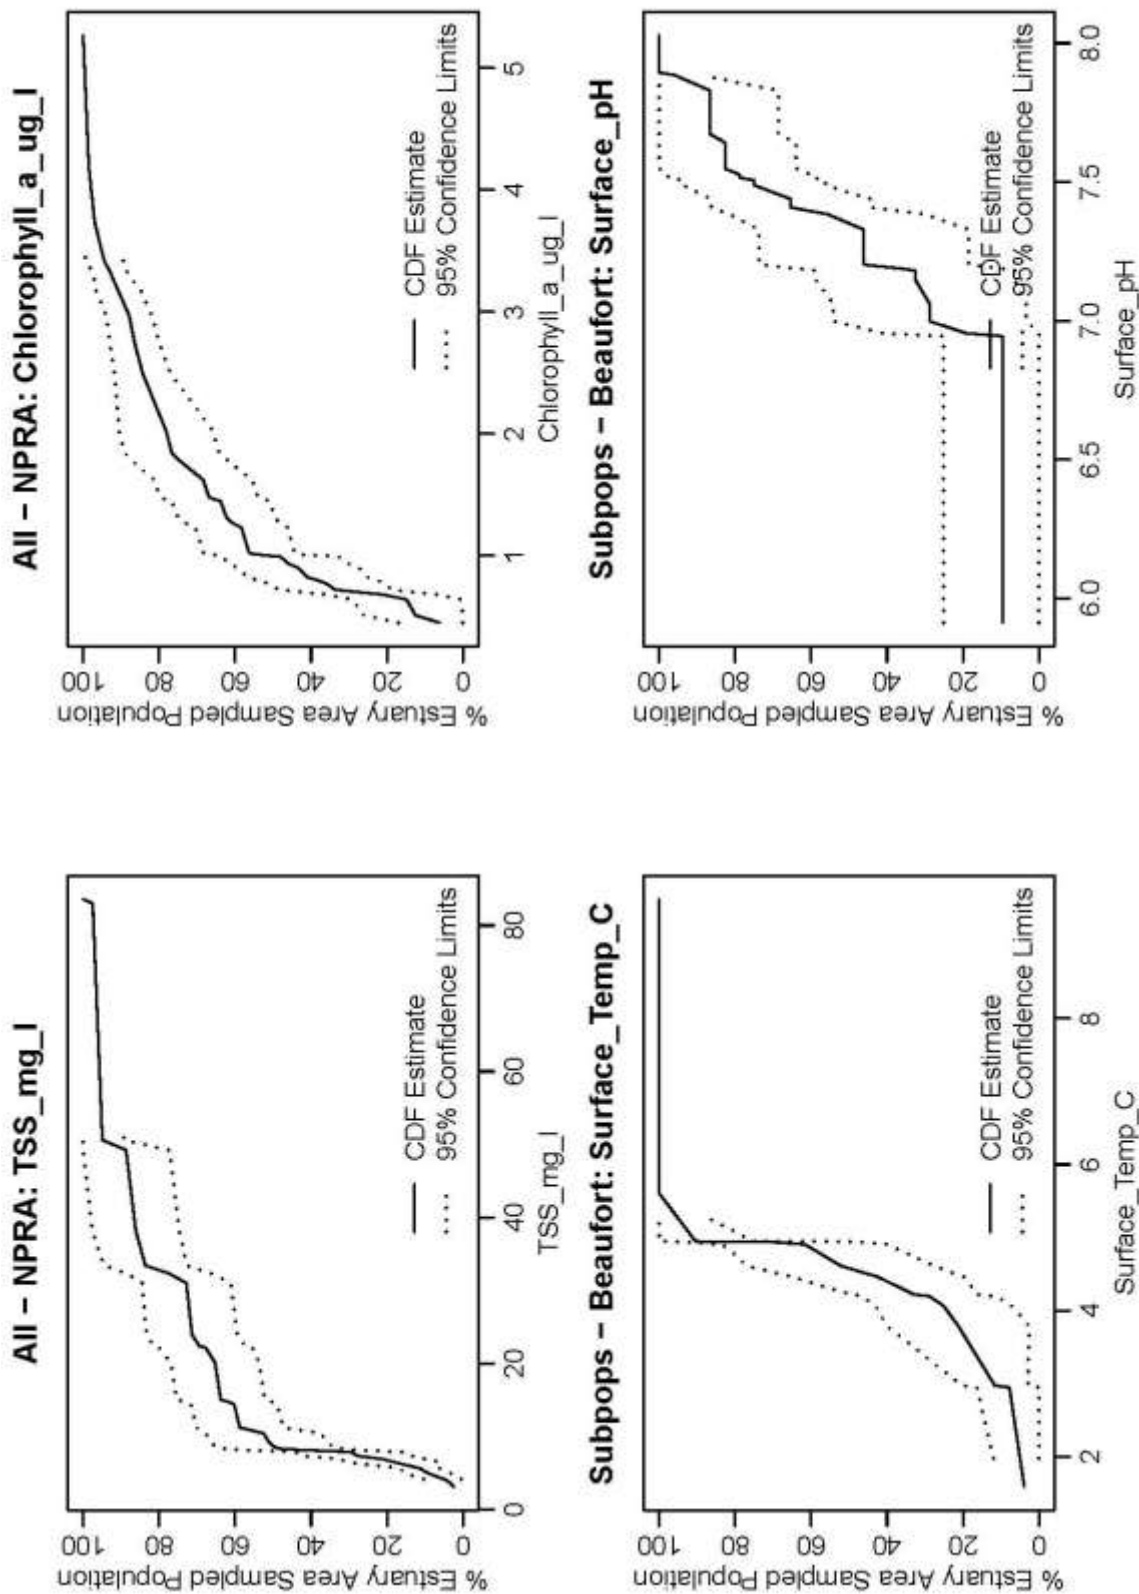 All − NPRA: TSS_mg_l
% Estuary Area Sampled Population
0 20 40 60 80 100
CDF Estimate
95% Confidence Limits
0 20 40 60 80
TSS_mg_l
All − NPRA: Chlorophyll_a_ug_l
% Estuary Area Sampled Population
0 20 40 60 80 100
CDF Estimate
95% Confidence Limits
1 2 3 4 5
Chlorophyll_a_ug_l
Subpops − Beaufort: Surface_Temp_C
% Estuary Area Sampled Population
0 20 40 60 80 100
CDF Estimate
95% Confidence Limits
2 4 6 8
Surface_Temp_C
Subpops − Beaufort: Surface_pH
% Estuary Area Sampled Population
0 20 40 60 80 100
CDF Estimate
95% Confidence Limits
6.0 6.5 7.0 7.5 8.0
Surface_pH